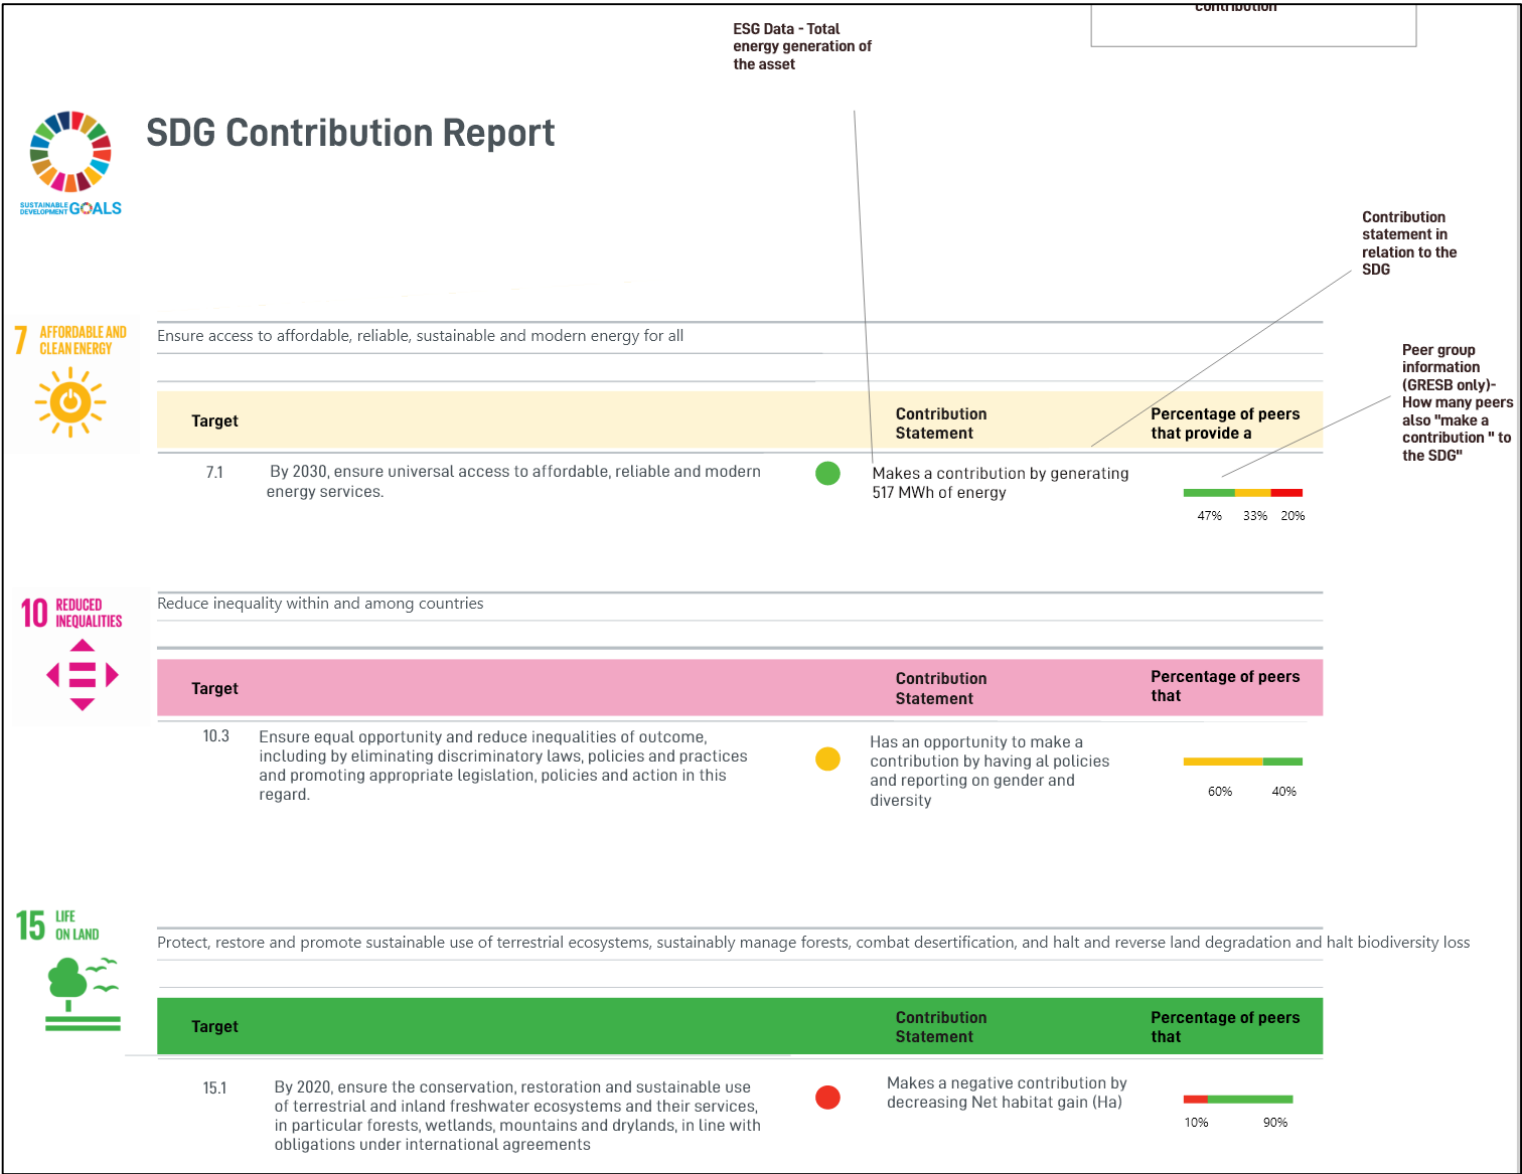 contribution
ESG Data - Total
energy generation of
the asset
SDG Contribution Report
SUSTAINABLE
DEVELOPMENT GOALS
Contribution
statement in
relation to the
SDG
7 AFFORDABLE AND
CLEAN ENERGY
Ensure access to affordable, reliable, sustainable and modern energy for all
Peer group
information
(GRESB only)-
How many peers
also "make a
contribution " to
the SDG"
Target
Contribution
Statement
Percentage of peers
that provide a
7.1
By 2030, ensure universal access to affordable, reliable and modern
energy services.
Makes a contribution by generating
517 MWh of energy
47% 33% 20%
10 REDUCED
INEQUALITIES
Reduce inequality within and among countries
Target
Contribution
Statement
Percentage of peers
that
10.3
Ensure equal opportunity and reduce inequalities of outcome,
including by eliminating discriminatory laws, policies and practices
and promoting appropriate legislation, policies and action in this
regard.
Has an opportunity to make a
contribution by having al policies
and reporting on gender and
diversity
60% 40%
15 LIFE
ON LAND
Protect, restore and promote sustainable use of terrestrial ecosystems, sustainably manage forests, combat desertification, and halt and reverse land degradation and halt biodiversity loss
Target
Contribution
Statement
Percentage of peers
that
15.1
By 2020, ensure the conservation, restoration and sustainable use
of terrestrial and inland freshwater ecosystems and their services,
in particular forests, wetlands, mountains and drylands, in line with
obligations under international agreements
Makes a negative contribution by
decreasing Net habitat gain (Ha)
10% 90%